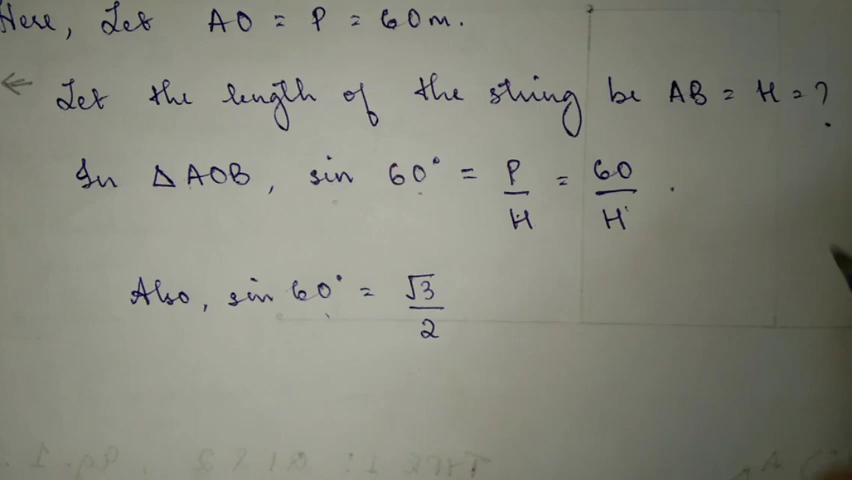 Here, Let AO = P = 60m.
Let the length of the string be AB = H = ?
In △AOB, sin 60° = P/H = 60/H .
Also, sin 60° = √3/2